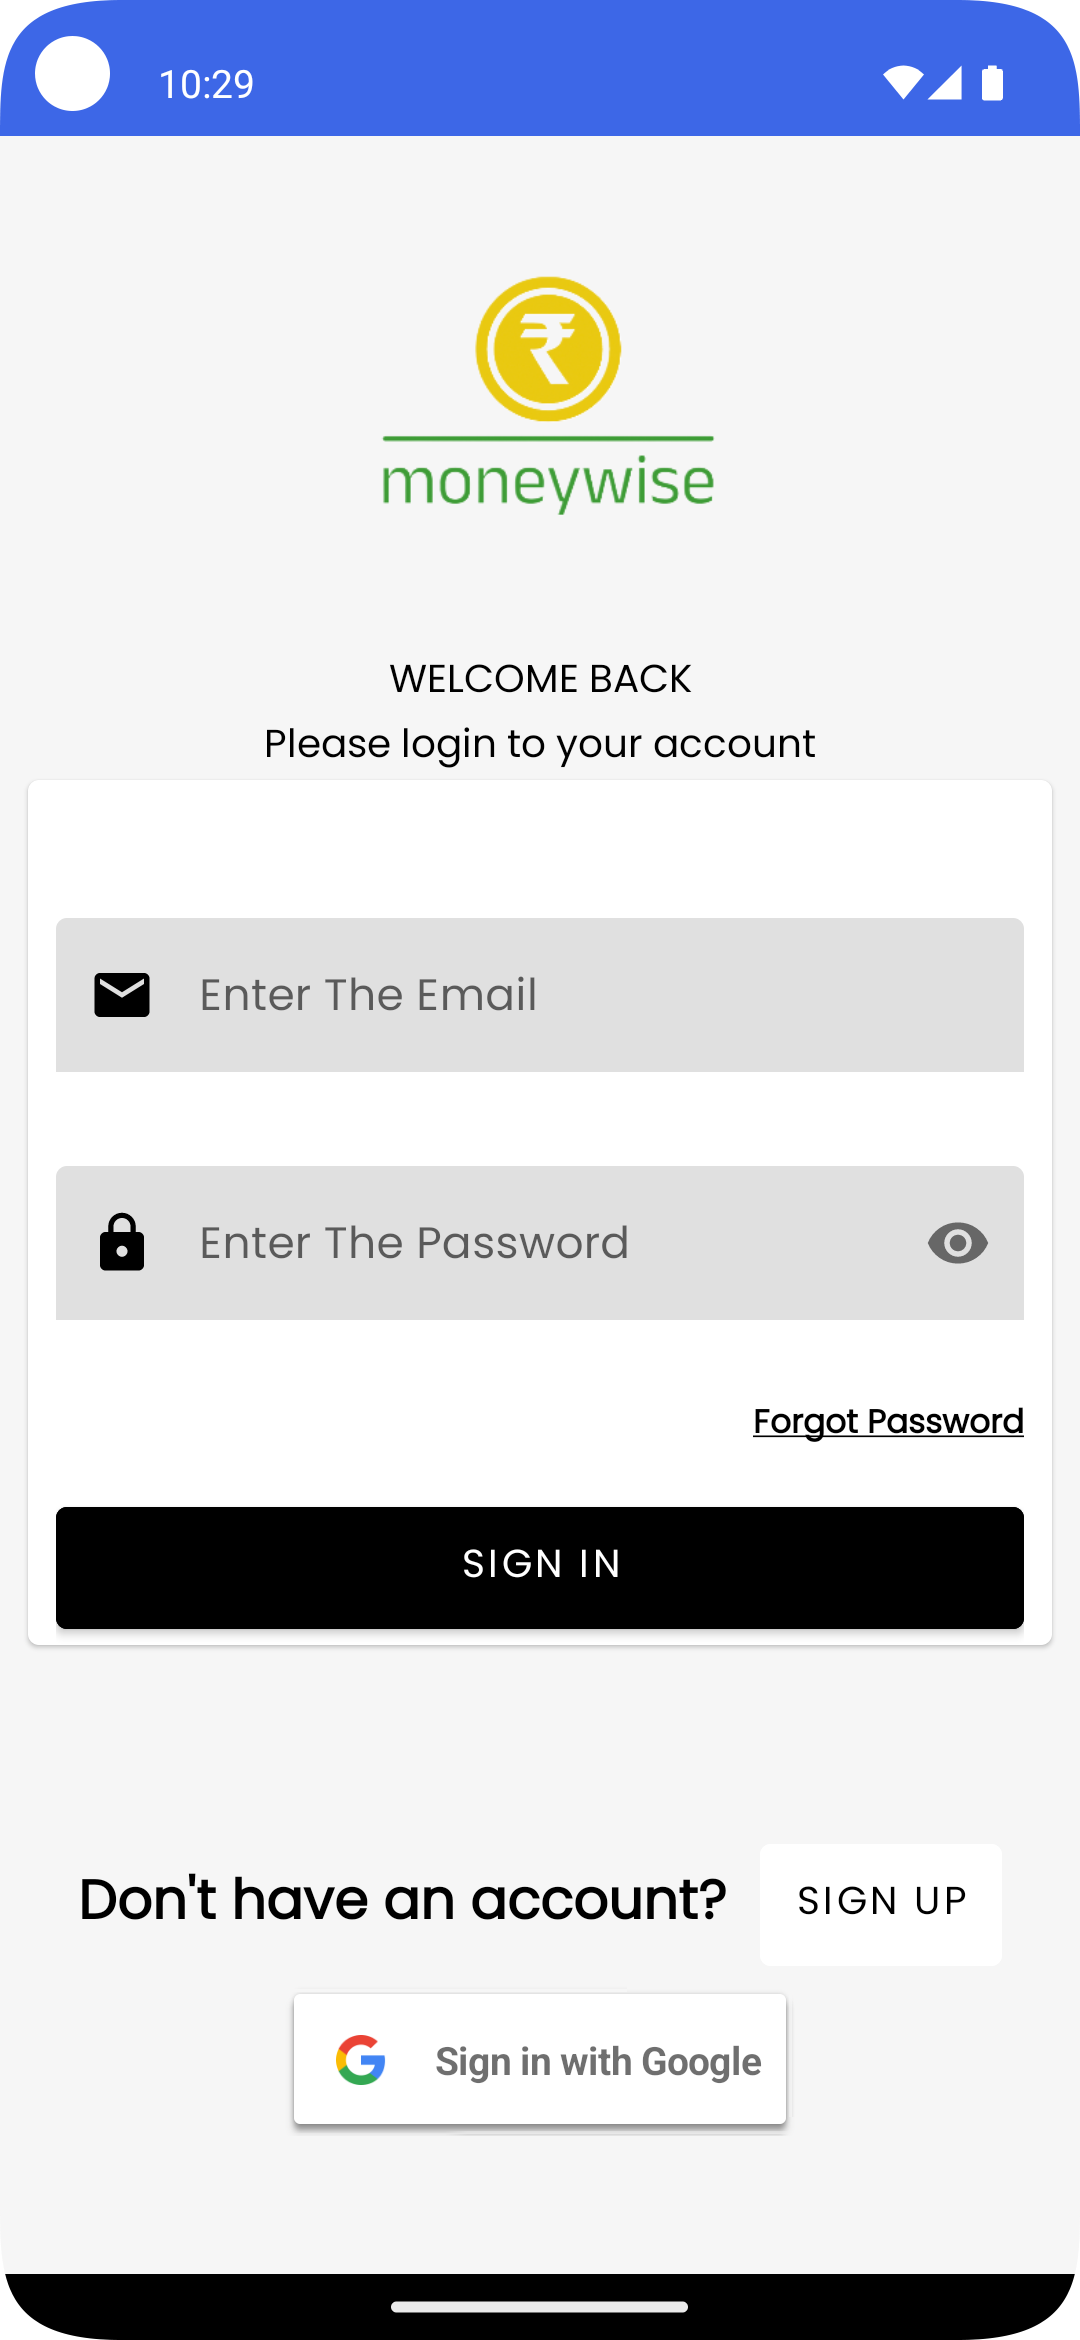 10:29
₹
moneywise
WELCOME BACK
Please login to your account
Enter The Email
Enter The Password
Forgot Password
SIGN IN
Don't have an account?
SIGN UP
Sign in with Google